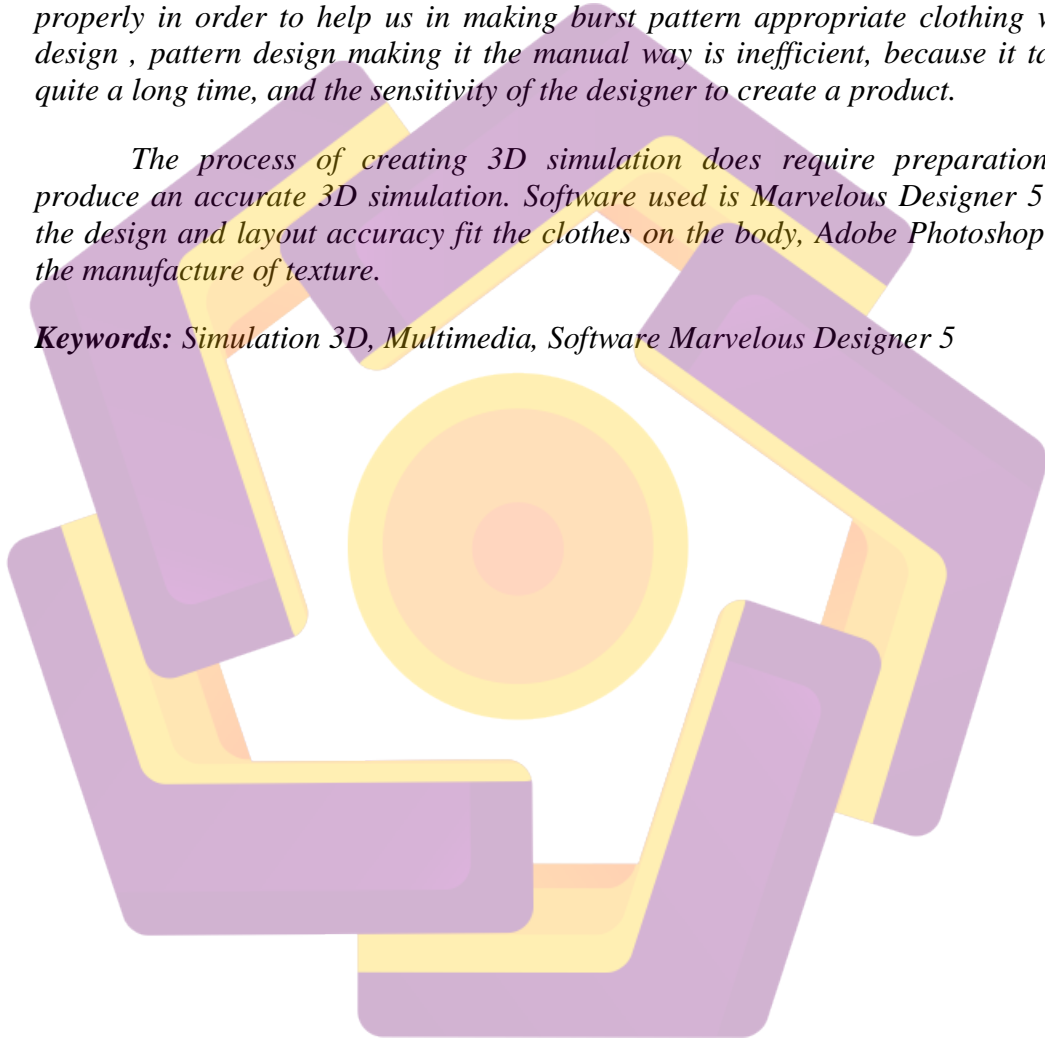 properly in order to help us in making burst pattern appropriate clothing
design , pattern design making it the manual way is inefficient, because it
quite a long time, and the sensitivity of the designer to create a product.
The process of creating 3D simulation does require preparation
produce an accurate 3D simulation. Software used is Marvelous Designer 5
the design and layout accuracy fit the clothes on the body, Adobe Photoshop
the manufacture of texture.
Keywords: Simulation 3D, Multimedia, Software Marvelous Designer 5